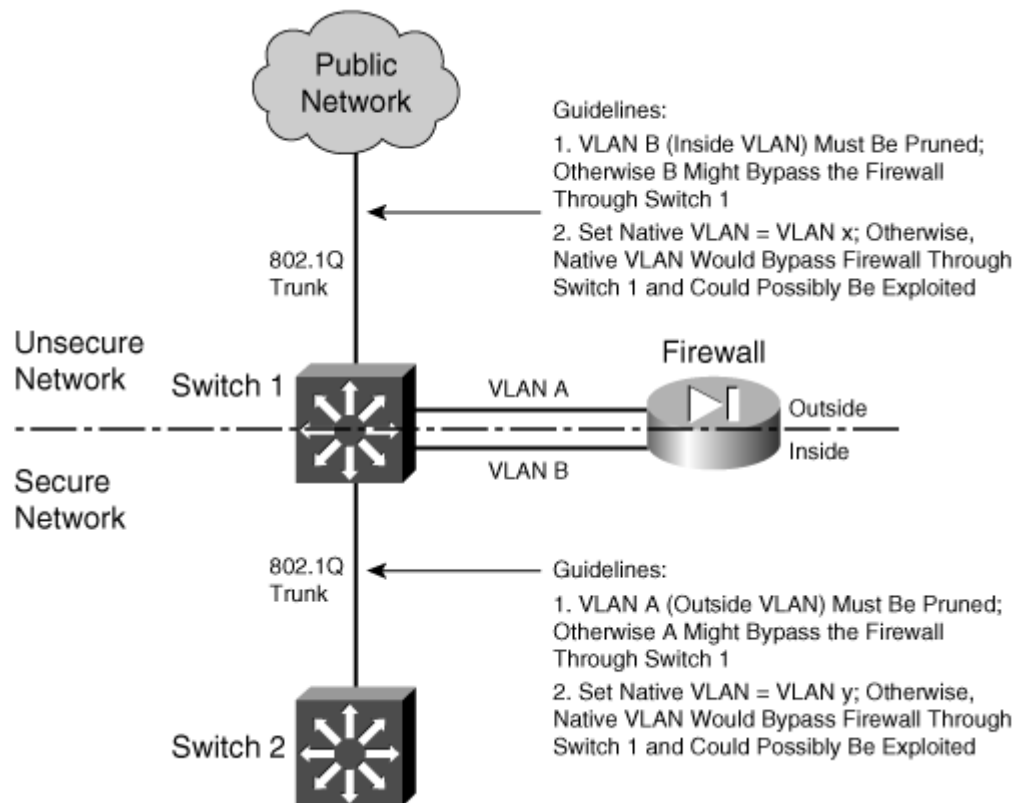 Public
Network
Guidelines:
1. VLAN B (Inside VLAN) Must Be Pruned;
Otherwise B Might Bypass the Firewall
Through Switch 1
2. Set Native VLAN = VLAN x; Otherwise,
Native VLAN Would Bypass Firewall Through
Switch 1 and Could Possibly Be Exploited
802.1Q
Trunk
Unsecure
Network
Switch 1
VLAN A
Firewall
Outside
Inside
VLAN B
Secure
Network
802.1Q
Trunk
Guidelines:
1. VLAN A (Outside VLAN) Must Be Pruned;
Otherwise A Might Bypass the Firewall
Through Switch 1
2. Set Native VLAN = VLAN y; Otherwise,
Native VLAN Would Bypass Firewall Through
Switch 1 and Could Possibly Be Exploited
Switch 2